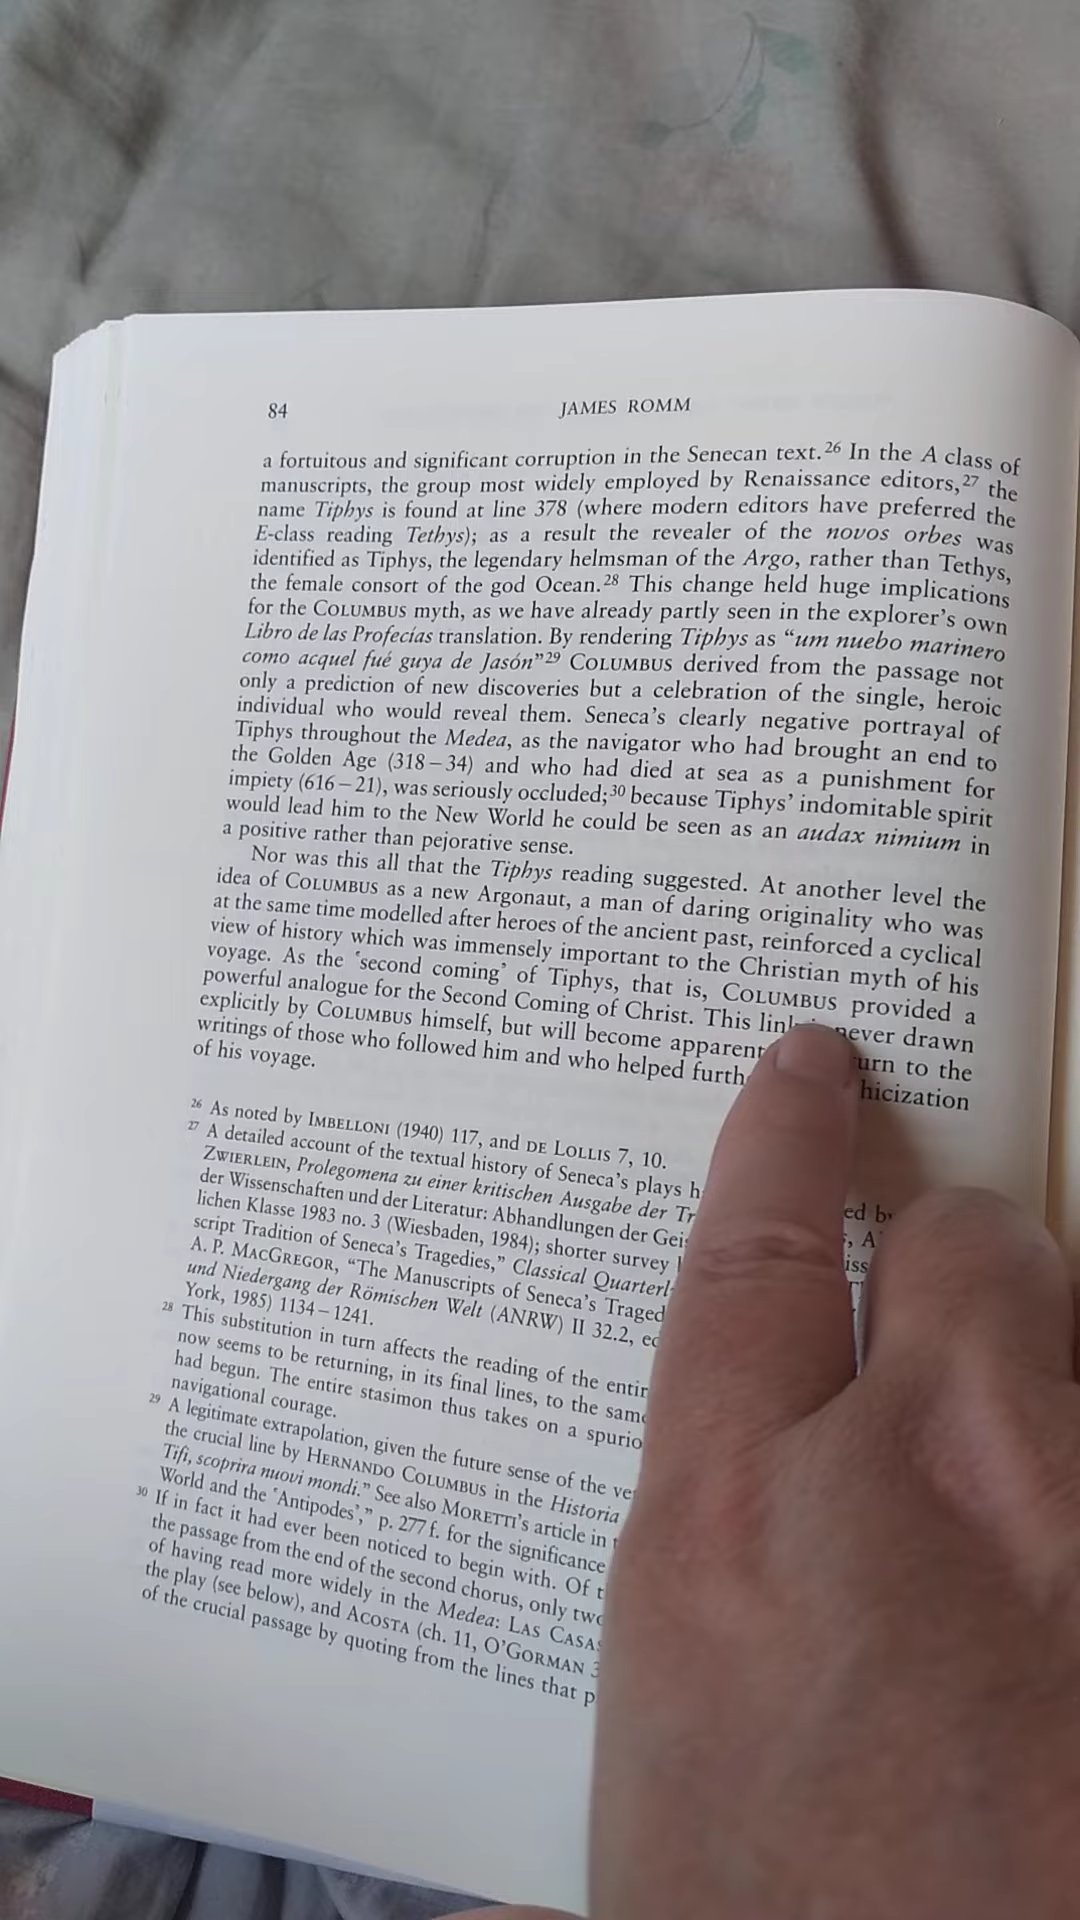 84
JAMES ROMM
a fortuitous and significant corruption in the Senecan text.26 In the A class of
manuscripts, the group most widely employed by Renaissance editors,27 the
name Tiphys is found at line 378 (where modern editors have preferred the
E-class reading Tethys); as a result the revealer of the novos orbes was
identified as Tiphys, the legendary helmsman of the Argo, rather than Tethys,
the female consort of the god Ocean.28 This change held huge implications
for the COLUMBUS myth, as we have already partly seen in the explorer's own
Libro de las Profecías translation. By rendering Tiphys as “um nuebo marinero
como acquel fué guya de Jasón”29 COLUMBUS derived from the passage not
only a prediction of new discoveries but a celebration of the single, heroic
individual who would reveal them. Seneca's clearly negative portrayal of
Tiphys throughout the Medea, as the navigator who had brought an end to
the Golden Age (318–34) and who had died at sea as a punishment for
impiety (616–21), was seriously occluded;30 because Tiphys' indomitable spirit
would lead him to the New World he could be seen as an audax nimium in
a positive rather than pejorative sense.
Nor was this all that the Tiphys reading suggested. At another level the
idea of COLUMBUS as a new Argonaut, a man of daring originality who was
at the same time modelled after heroes of the ancient past, reinforced a cyclical
view of history which was immensely important to the Christian myth of his
voyage. As the 'second coming' of Tiphys, that is, COLUMBUS provided a
powerful analogue for the Second Coming of Christ. This link never drawn
explicitly by COLUMBUS himself, but will become apparent to the
writings of those who followed him and who helped
of his voyage.
26 As noted by IMBELLONI (1940) 117, and DE LOLLIS 7, 10.
27 A detailed account of the textual history of Seneca's plays
ZWIERLEIN, Prolegomena zu einer kritischen Ausgabe der
der Wissenschaften und der Literatur: Abhandlungen der
lichen Klasse 1983 no. 3 (Wiesbaden, 1984); shorter survey
script Tradition of Seneca's Tragedies,” Classical
A. P. MACGREGOR, “The Manuscripts of Seneca's
und Niedergang der Römischen Welt (ANRW) II 32.2,
York, 1985) 1134–1241.
28 This substitution in turn affects the reading of the
now seems to be returning, in its final lines, to the
had begun. The entire stasimon thus takes on a
navigational courage.
29 A legitimate extrapolation, given the future sense of the
the crucial line by HERNANDO COLUMBUS in the Historia
Tifi, scoprira nuovi mondi.” See also MORETTI's article in
World and the 'Antipodes',” p. 277f. for the significance
30 If in fact it had ever been noticed to begin with. Of
the passage from the end of the second chorus, only
of having read more widely in the Medea: LAS
the play (see below), and ACOSTA (ch. 11, O'GORMAN
of the crucial passage by quoting from the lines that